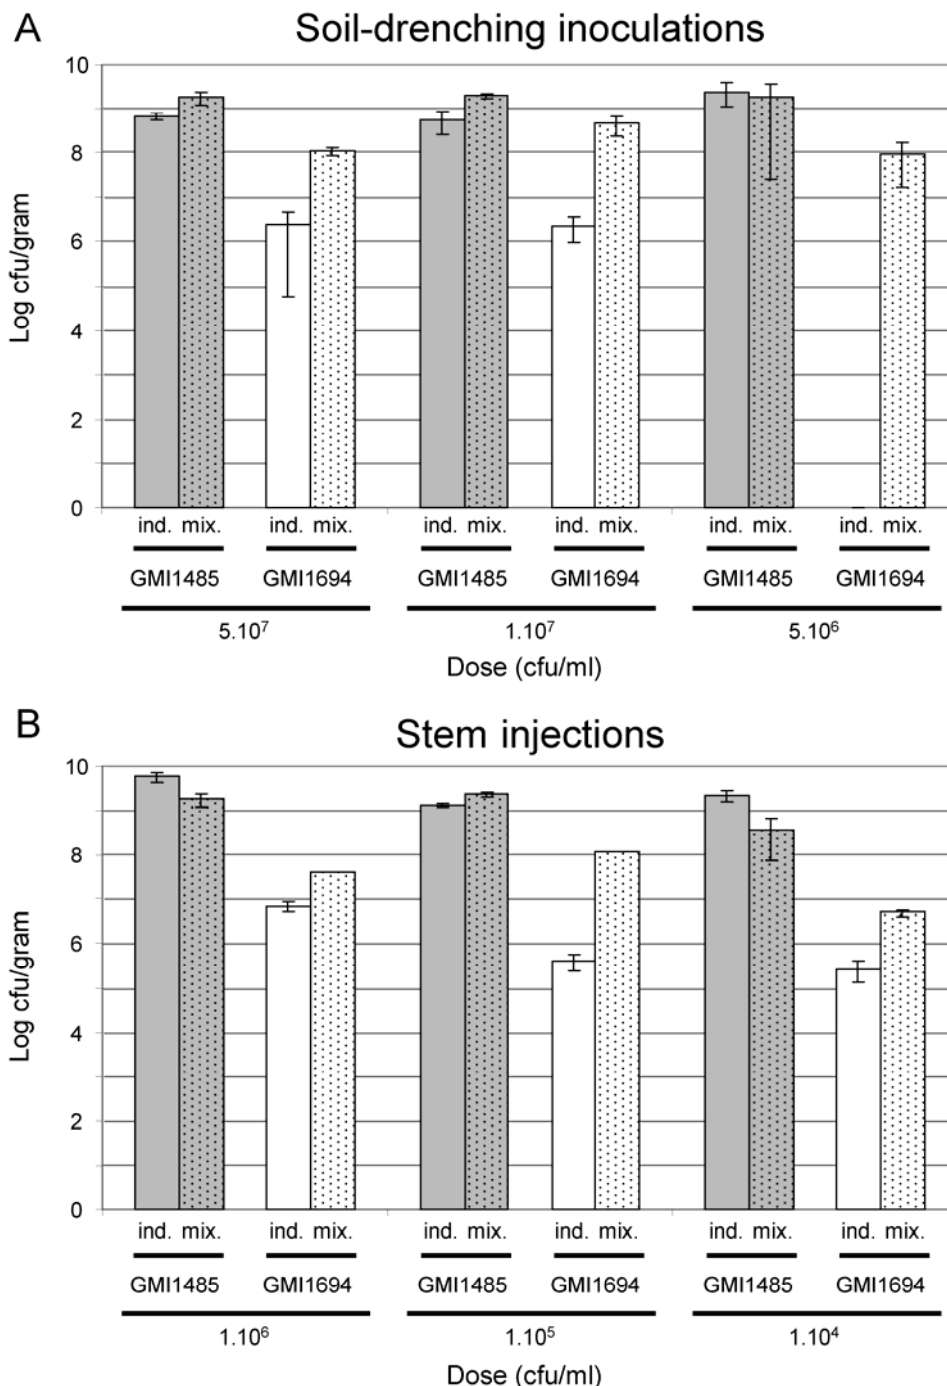 A
Soil-drenching inoculations
10
8
6
4
2
0
Log cfu/gram
ind. mix. ind. mix. ind. mix. ind. mix. ind. mix. ind. mix.
GMI1485 GMI1694 GMI1485 GMI1694 GMI1485 GMI1694
5.10⁷ 1.10⁷ 5.10⁶
Dose (cfu/ml)
B
Stem injections
10
8
6
4
2
0
Log cfu/gram
ind. mix. ind. mix. ind. mix. ind. mix. ind. mix. ind. mix.
GMI1485 GMI1694 GMI1485 GMI1694 GMI1485 GMI1694
1.10⁶ 1.10⁵ 1.10⁴
Dose (cfu/ml)